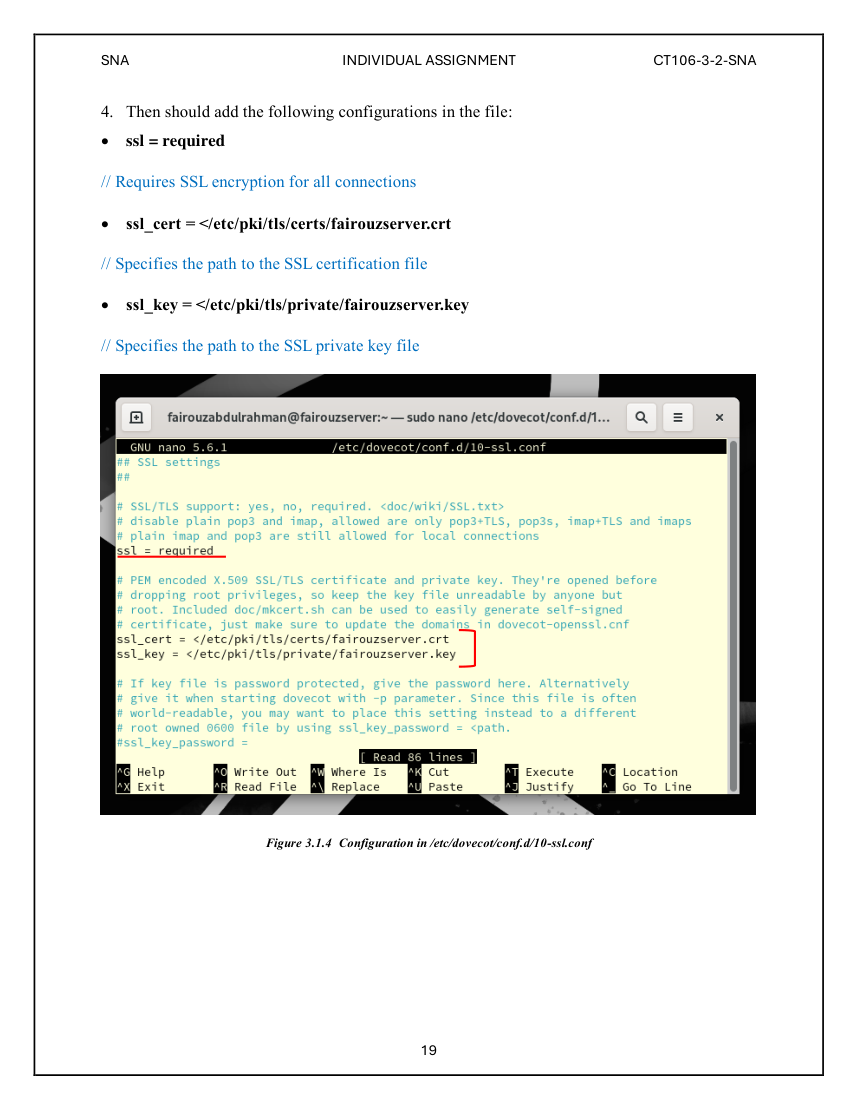 SNA INDIVIDUAL ASSIGNMENT CT106-3-2-SNA
4. Then should add the following configurations in the file:
• ssl = required
// Requires SSL encryption for all connections
• ssl_cert = </etc/pki/tls/certs/fairouzserver.crt
// Specifies the path to the SSL certification file
• ssl_key = </etc/pki/tls/private/fairouzserver.key
// Specifies the path to the SSL private key file
fairouzabdulrahman@fairouzserver:~ — sudo nano /etc/dovecot/conf.d/1...
GNU nano 5.6.1 /etc/dovecot/conf.d/10-ssl.conf
## SSL settings
##
# SSL/TLS support: yes, no, required. <doc/wiki/SSL.txt>
# disable plain pop3 and imap, allowed are only pop3+TLS, pop3s, imap+TLS and imaps
# plain imap and pop3 are still allowed for local connections
ssl = required
# PEM encoded X.509 SSL/TLS certificate and private key. They're opened before
# dropping root privileges, so keep the key file unreadable by anyone but
# root. Included doc/mkcert.sh can be used to easily generate self-signed
# certificate, just make sure to update the domains in dovecot-openssl.cnf
ssl_cert = </etc/pki/tls/certs/fairouzserver.crt
ssl_key = </etc/pki/tls/private/fairouzserver.key
# If key file is password protected, give the password here. Alternatively
# give it when starting dovecot with -p parameter. Since this file is often
# world-readable, you may want to place this setting instead to a different
# root owned 0600 file by using ssl_key_password = <path.
#ssl_key_password =
[ Read 86 lines ]
^G Help ^O Write Out ^W Where Is ^K Cut ^T Execute ^C Location
^X Exit ^R Read File ^\ Replace ^U Paste ^J Justify ^_ Go To Line
Figure 3.1.4 Configuration in /etc/dovecot/conf.d/10-ssl.conf
19